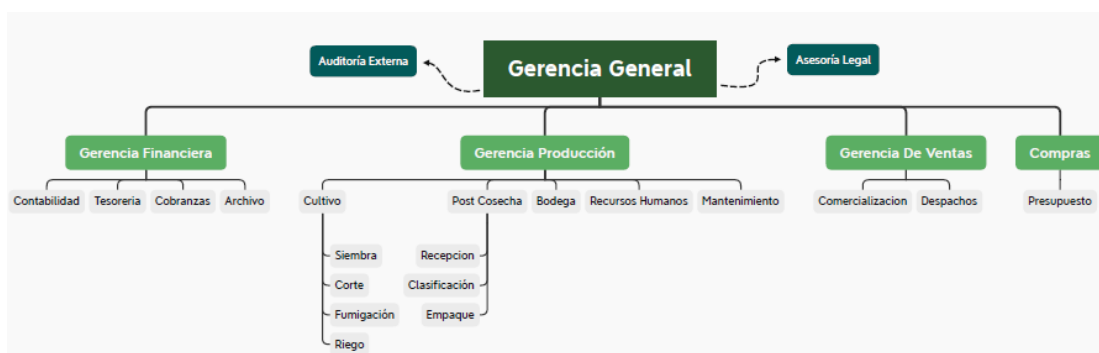 Auditoría Externa
Gerencia General
Asesoría Legal
Gerencia Financiera
Gerencia Producción
Gerencia De Ventas
Compras
Contabilidad
Tesoreria
Cobranzas
Archivo
Cultivo
Post Cosecha
Bodega
Recursos Humanos
Mantenimiento
Comercializacion
Despachos
Presupuesto
Siembra
Corte
Fumigación
Riego
Recepcion
Clasificación
Empaque